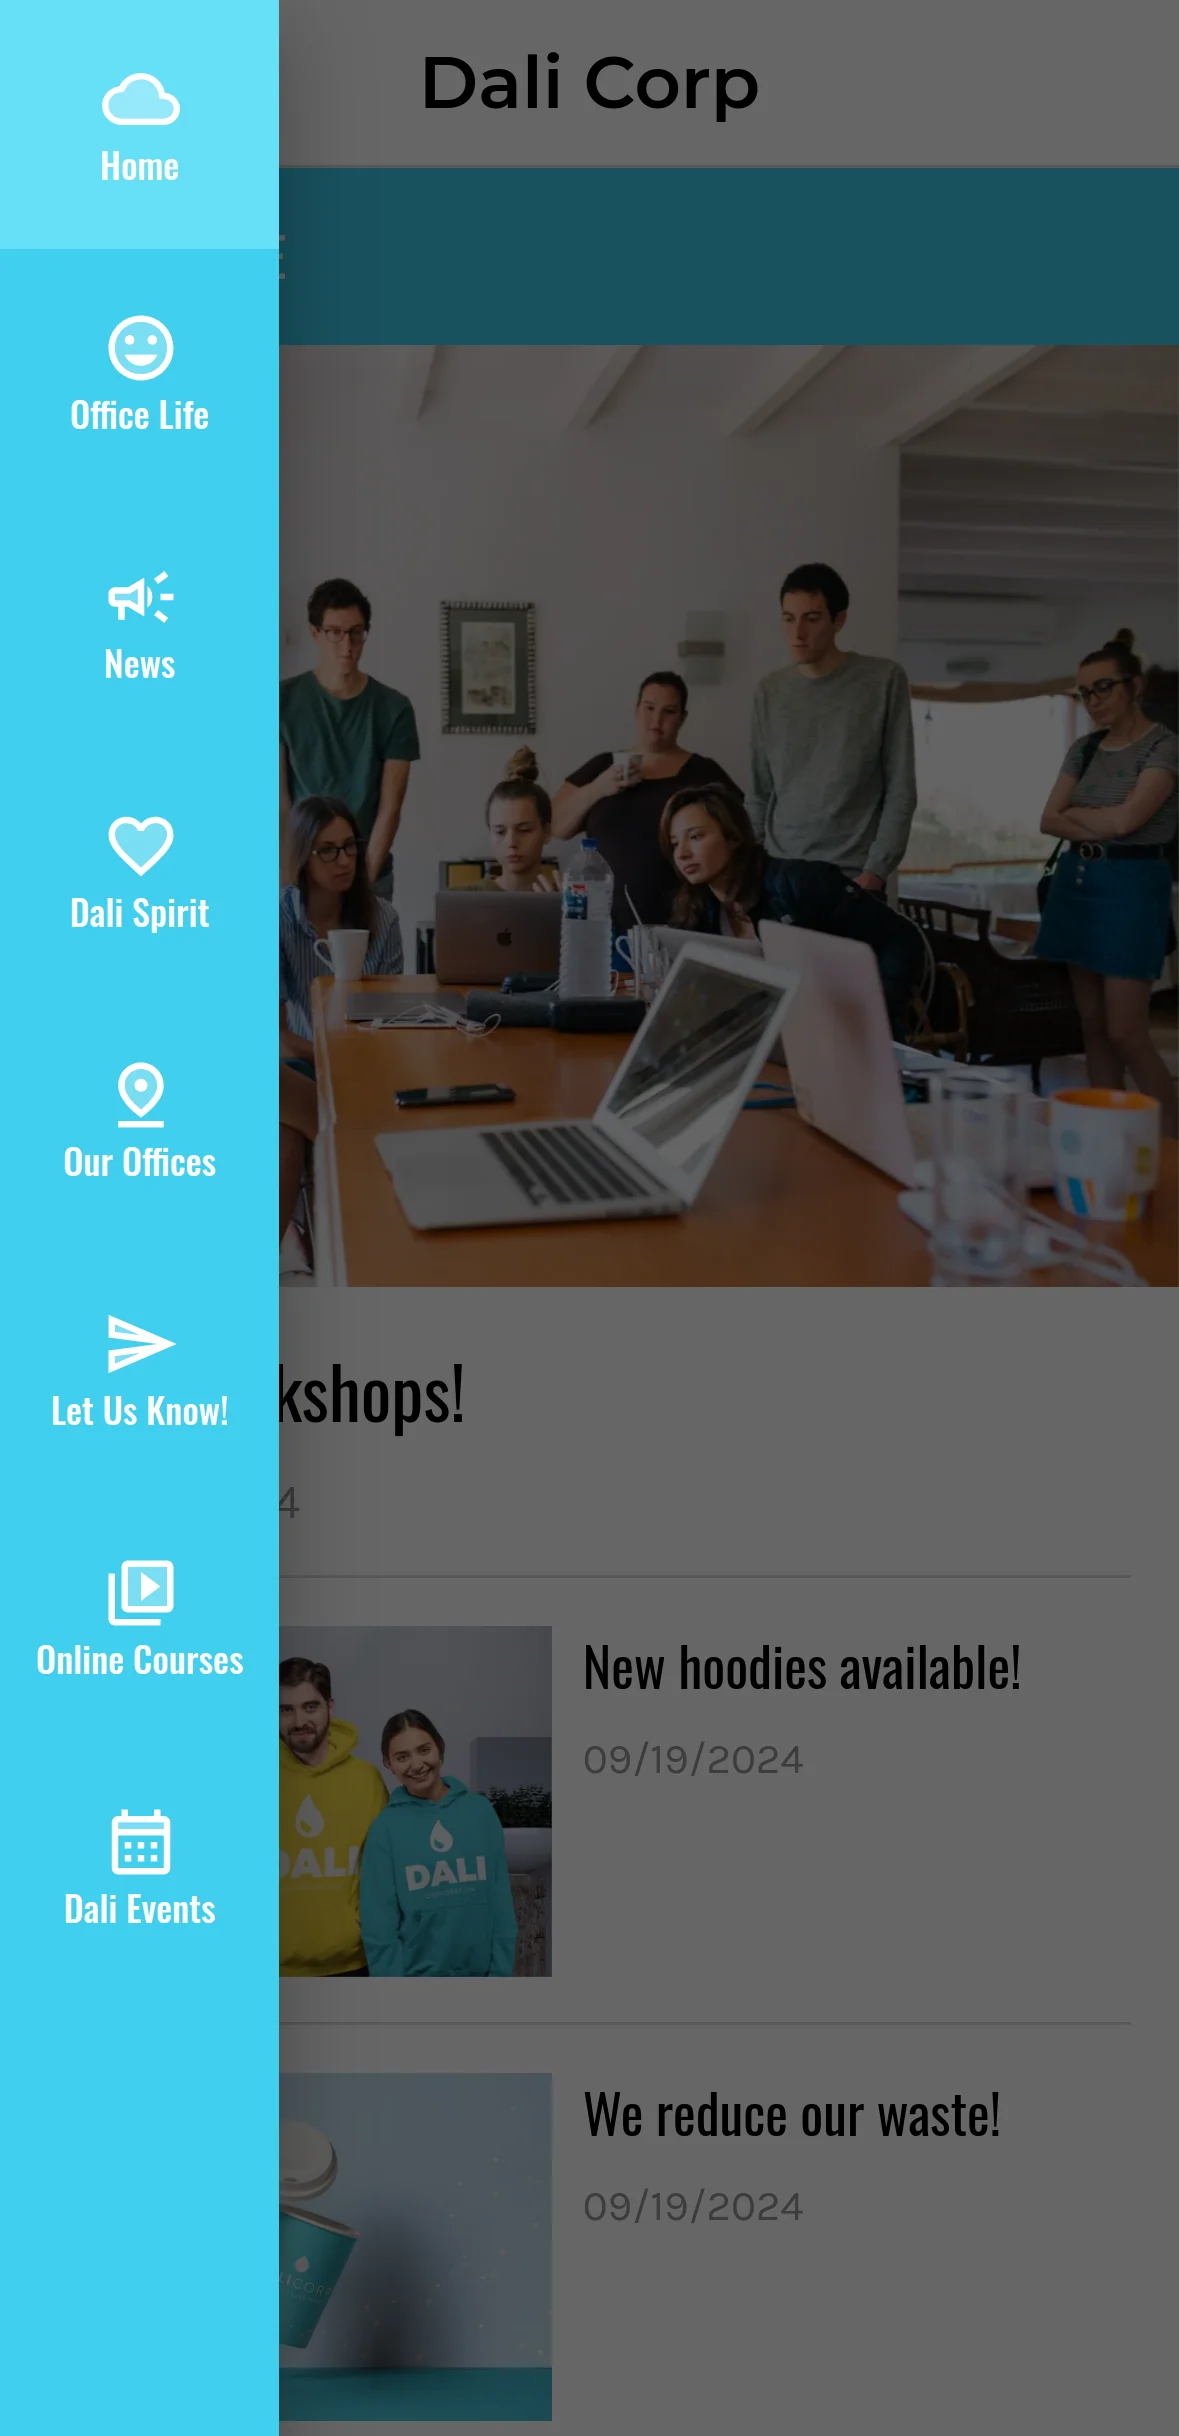 Dali Corp
Home
Office Life
News
Dali Spirit
Our Offices
Let Us Know!
Online Courses
Dali Events
kshops!
4
New hoodies available!
09/19/2024
DALI
DALI
We reduce our waste!
09/19/2024
LICORP